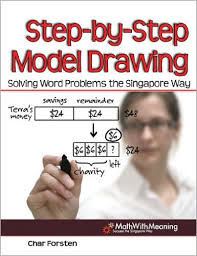 Step-by-Step
Model Drawing
Solving Word Problems the Singapore Way
savings remainder
Terra's
money
$24 $24 $24
$6
$6 $6 $6 ?
charity left
MathWithMeaning
Char Forsten